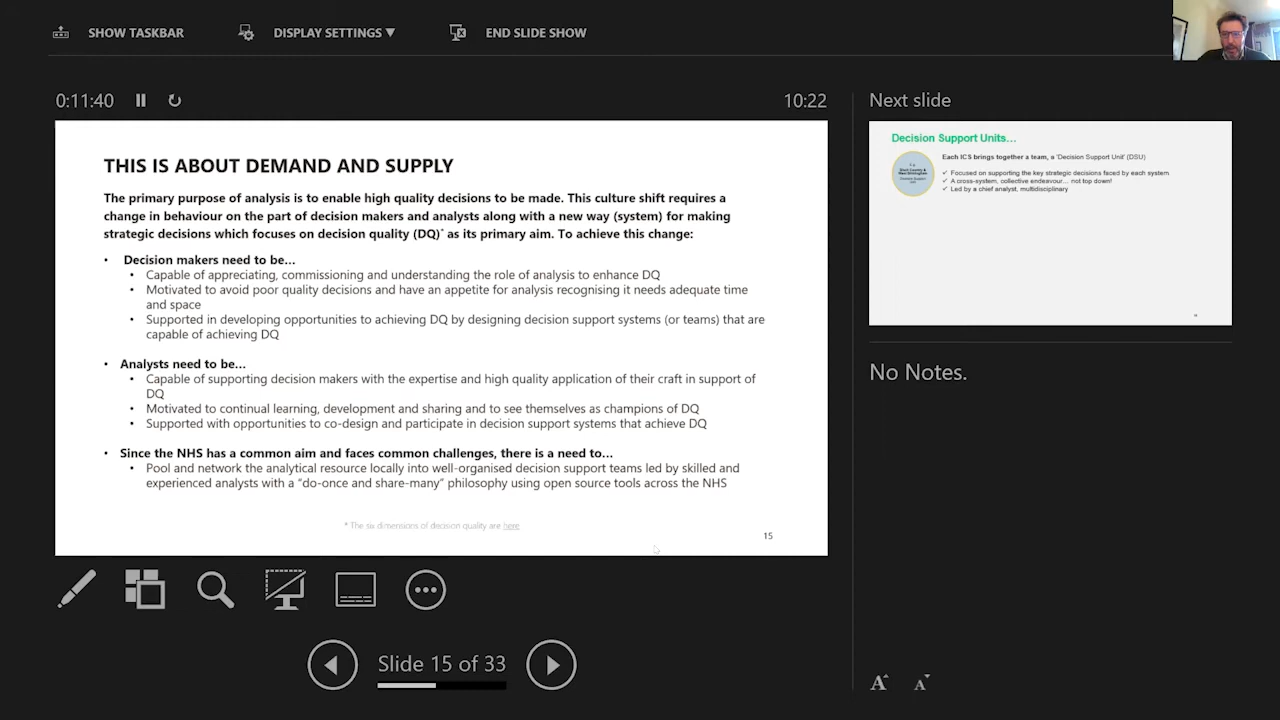 SHOW TASKBAR
DISPLAY SETTINGS ▼
END SLIDE SHOW
0:11:40
10:22
Next slide
THIS IS ABOUT DEMAND AND SUPPLY
The primary purpose of analysis is to enable high quality decisions to be made. This culture shift requires a
change in behaviour on the part of decision makers and analysts along with a new way (system) for making
strategic decisions which focuses on decision quality (DQ)* as its primary aim. To achieve this change:
• Decision makers need to be…
• Capable of appreciating, commissioning and understanding the role of analysis to enhance DQ
• Motivated to avoid poor quality decisions and have an appetite for analysis recognising it needs adequate time
and space
• Supported in developing opportunities to achieving DQ by designing decision support systems (or teams) that are
capable of achieving DQ
• Analysts need to be…
• Capable of supporting decision makers with the expertise and high quality application of their craft in support of
DQ
• Motivated to continual learning, development and sharing and to see themselves as champions of DQ
• Supported with opportunities to co-design and participate in decision support systems that achieve DQ
• Since the NHS has a common aim and faces common challenges, there is a need to…
• Pool and network the analytical resource locally into well-organised decision support teams led by skilled and
experienced analysts with a “do-once and share-many” philosophy using open source tools across the NHS
* The six dimensions of decision quality are here
15
Decision Support Units…
Each ICS brings together a team, a 'Decision Support Unit' (DSU)
✓ Focused on supporting the key strategic decisions faced by each system
✓ A cross-system, collective endeavour… not top down!
✓ Led by a chief analyst, multidisciplinary
No Notes.
Slide 15 of 33
A A